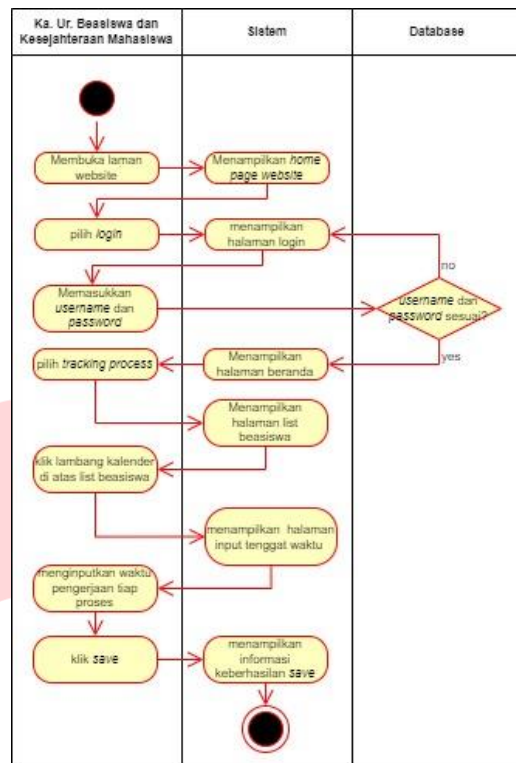 Ka. Ur. Beasiswa dan
Kesejahteraan Mahasiswa
Sistem
Database
Membuka laman
website
Menampilkan home
page website
pilih login
menampilkan
halaman login
no
Memasukkan
username dan
password
username dan
password sesuai?
yes
pilih tracking process
Menampilkan
halaman beranda
Menampilkan
halaman list
beasiswa
klik lambang kalender
di atas list beasiswa
menampilkan halaman
input tenggat waktu
menginputkan waktu
pengerjaan tiap
proses
klik save
menampilkan
informasi
keberhasilan save